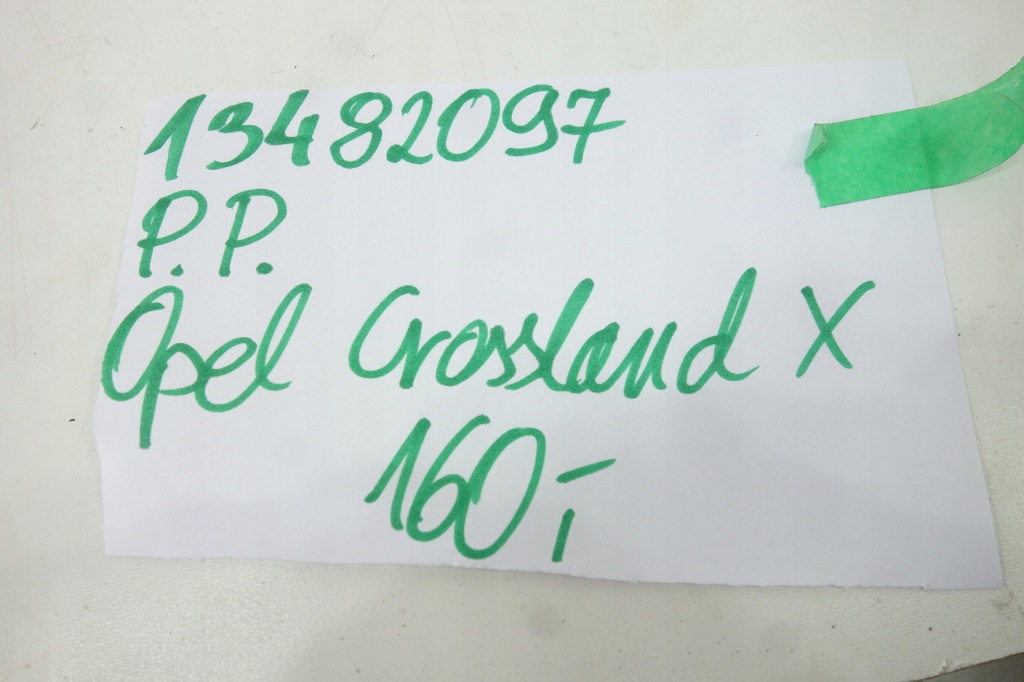 13482097
P.P.
Opel Crossland X
160,-